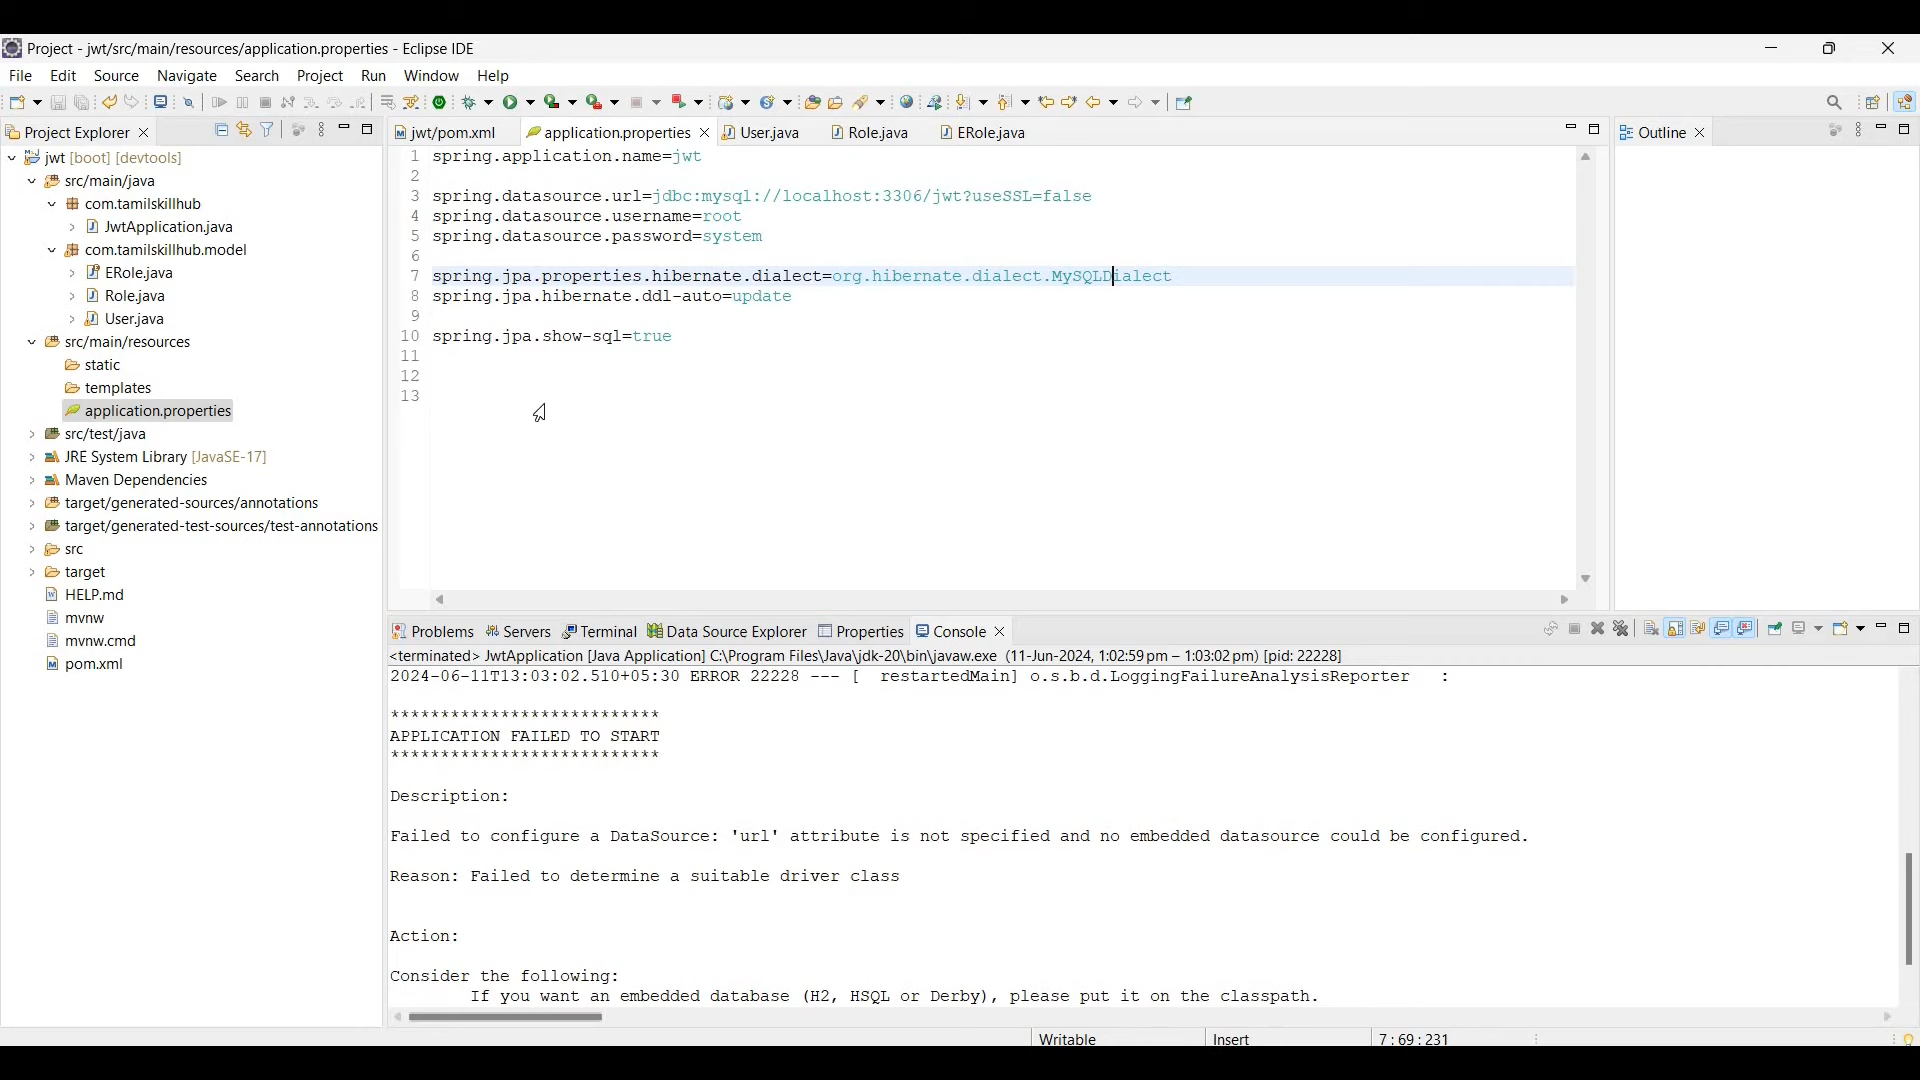 Project - jwt/src/main/resources/application.properties - Eclipse IDE
File Edit Source Navigate Search Project Run Window Help
Project Explorer
jwt [boot] [devtools]
src/main/java
com.tamilskillhub
JwtApplication.java
com.tamilskillhub.model
ERole.java
Role.java
User.java
src/main/resources
static
templates
application.properties
src/test/java
JRE System Library [JavaSE-17]
Maven Dependencies
target/generated-sources/annotations
target/generated-test-sources/test-annotations
src
target
HELP.md
mvnw
mvnw.cmd
pom.xml
jwt/pom.xml application.properties User.java Role.java ERole.java
1 spring.application.name=jwt
2
3 spring.datasource.url=jdbc:mysql://localhost:3306/jwt?useSSL=false
4 spring.datasource.username=root
5 spring.datasource.password=system
6
7 spring.jpa.properties.hibernate.dialect=org.hibernate.dialect.MySQLDialect
8 spring.jpa.hibernate.ddl-auto=update
9
10 spring.jpa.show-sql=true
11
12
13
Outline
Problems Servers Terminal Data Source Explorer Properties Console
<terminated> JwtApplication [Java Application] C:\Program Files\Java\jdk-20\bin\javaw.exe (11-Jun-2024, 1:02:59 pm – 1:03:02 pm) [pid: 22228]
2024-06-11T13:03:02.510+05:30 ERROR 22228 --- [  restartedMain] o.s.b.d.LoggingFailureAnalysisReporter   :
***************************
APPLICATION FAILED TO START
***************************
Description:
Failed to configure a DataSource: 'url' attribute is not specified and no embedded datasource could be configured.
Reason: Failed to determine a suitable driver class
Action:
Consider the following:
If you want an embedded database (H2, HSQL or Derby), please put it on the classpath.
Writable Insert 7 : 69 : 231